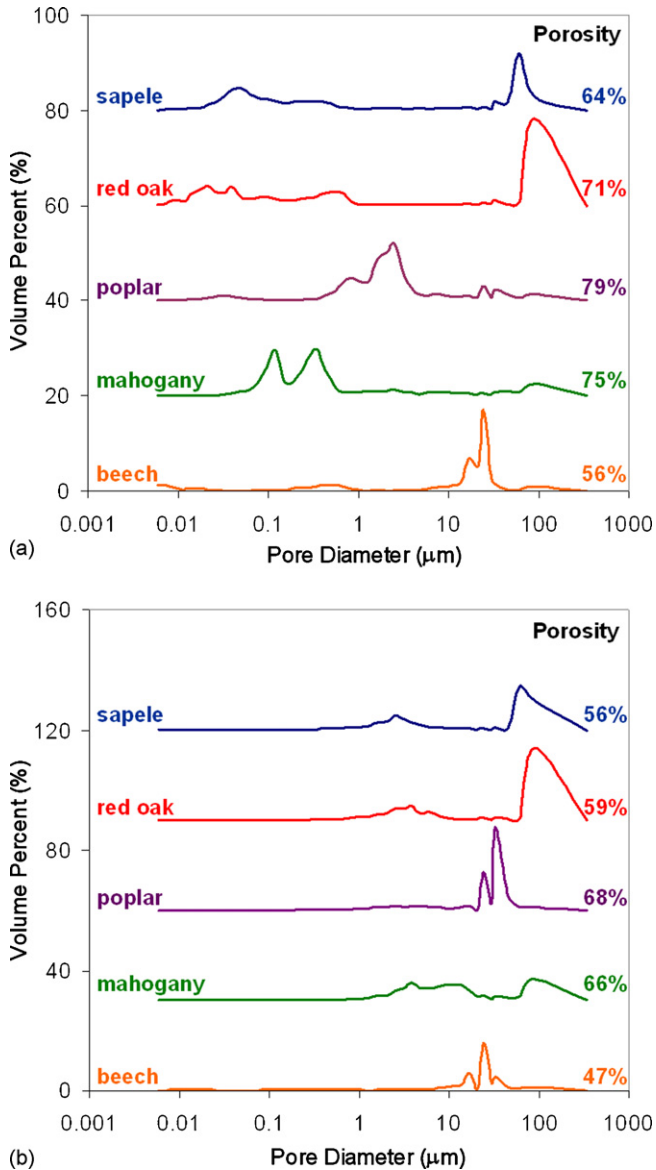 100
Porosity
sapele
64%
80
red oak
71%
60
poplar
79%
40
mahogany
75%
20
beech
56%
0
Volume Percent (%)
0.001 0.01 0.1 1 10 100 1000
(a)
Pore Diameter (μm)
160
Porosity
sapele
56%
120
red oak
59%
80
poplar
68%
40
mahogany
66%
beech
47%
0
Volume Percent (%)
0.001 0.01 0.1 1 10 100 1000
(b)
Pore Diameter (μm)